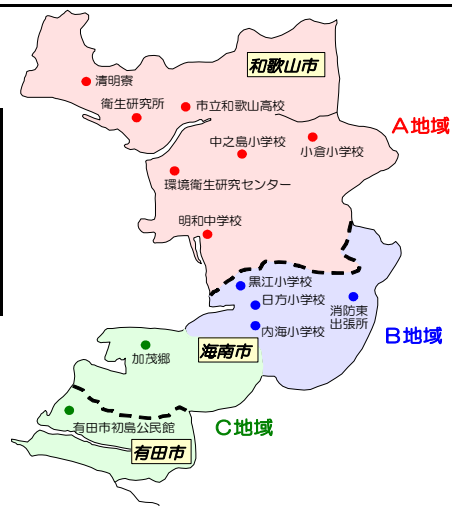 和歌山市
清明寮
衛生研究所
市立和歌山高校
A地域
中之島小学校
小倉小学校
環境衛生研究センター
明和中学校
黒江小学校
日方小学校
消防東
出張所
内海小学校
B地域
海南市
加茂郷
有田市初島公民館
C地域
有田市